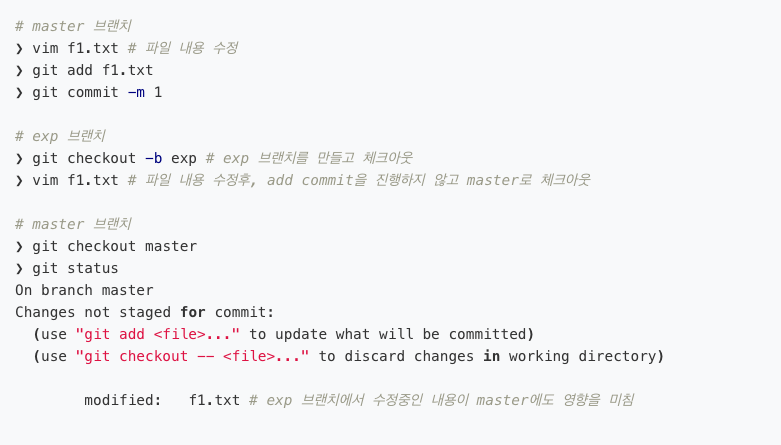 # master 브랜치
❯ vim f1.txt # 파일 내용 수정
❯ git add f1.txt
❯ git commit -m 1
# exp 브랜치
❯ git checkout -b exp # exp 브랜치를 만들고 체크아웃
❯ vim f1.txt # 파일 내용 수정후, add commit을 진행하지 않고 master로 체크아웃
# master 브랜치
❯ git checkout master
❯ git status
On branch master
Changes not staged for commit:
  (use "git add <file>..." to update what will be committed)
  (use "git checkout -- <file>..." to discard changes in working directory)
        modified:   f1.txt # exp 브랜치에서 수정중인 내용이 master에도 영향을 미침